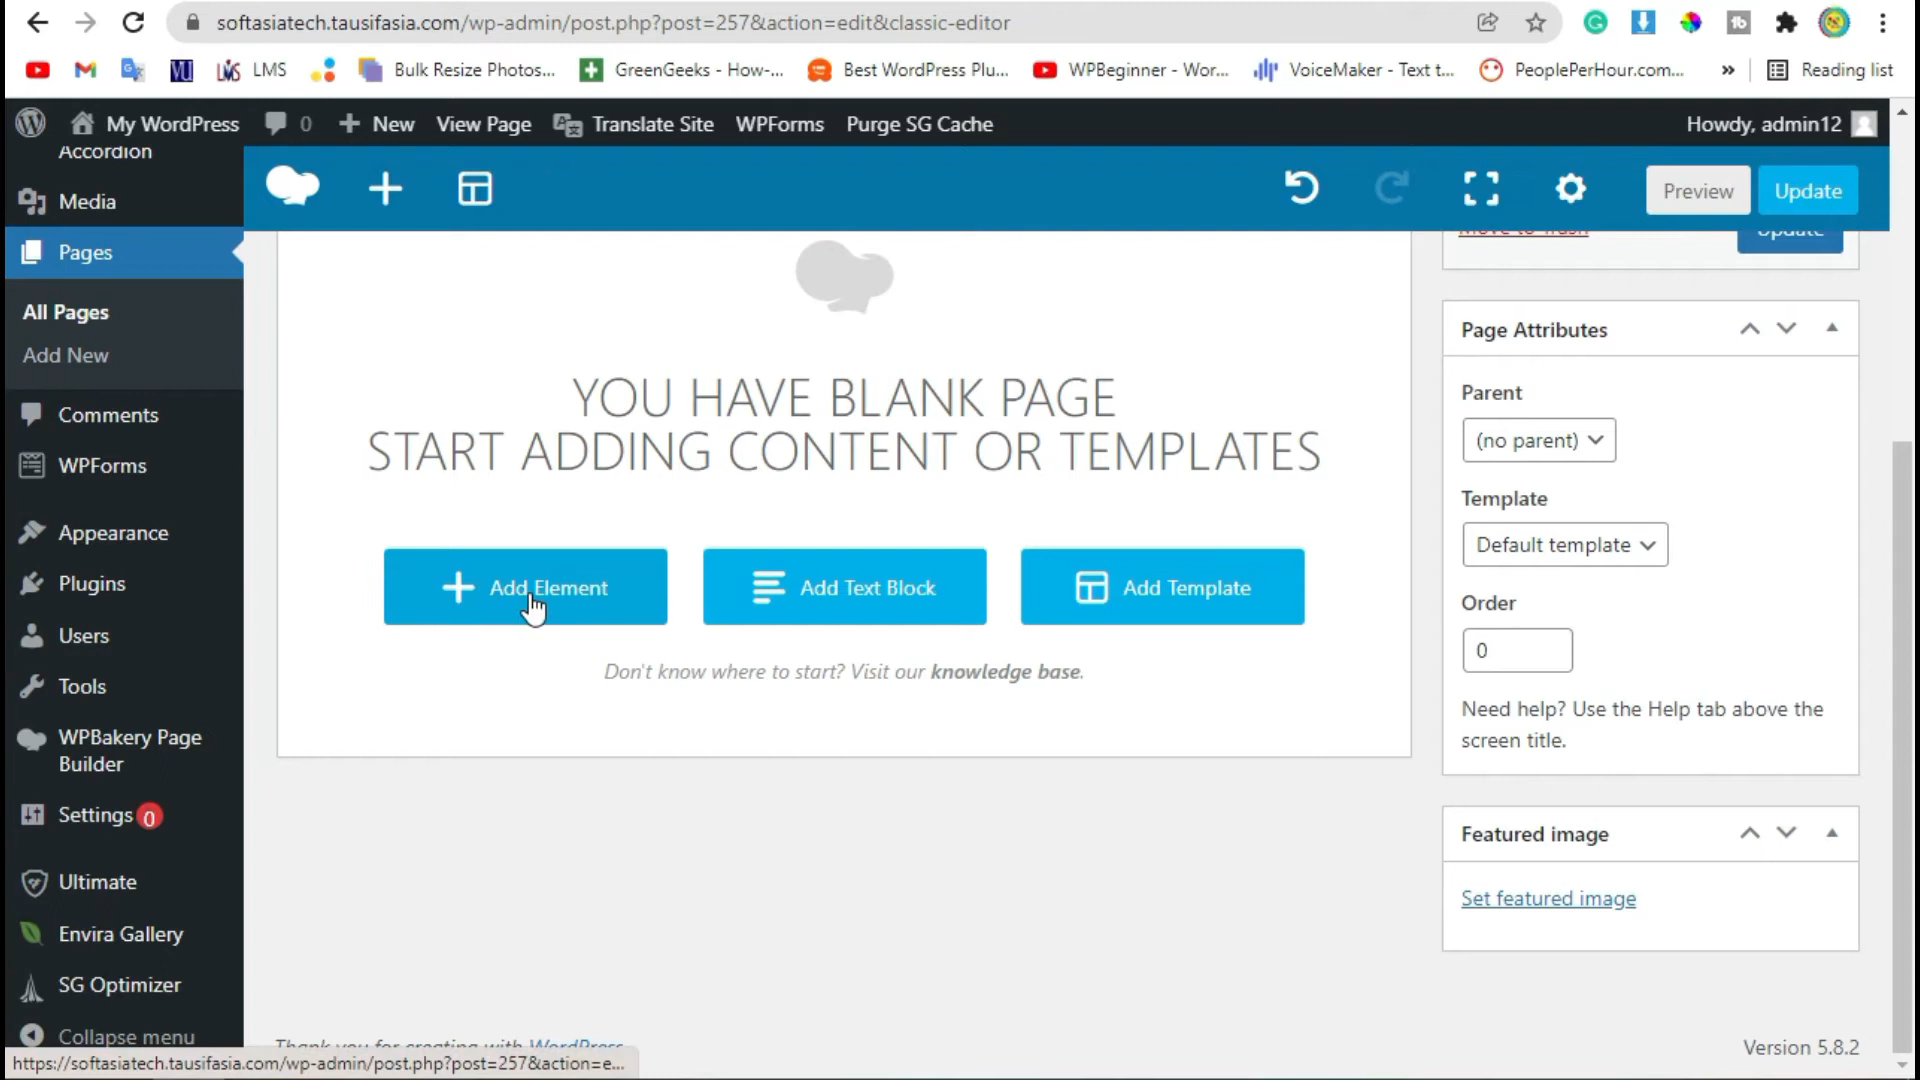 softasiatech.tausifasia.com/wp-admin/post.php?post=257&action=edit&classic-editor
LMS
Bulk Resize Photos...
GreenGeeks - How-...
Best WordPress Plu...
WPBeginner - Wor...
VoiceMaker - Text t...
PeoplePerHour.com...
»
Reading list
My WordPress
0
New
View Page
Translate Site
WPForms
Purge SG Cache
Howdy, admin12
Accordion
Media
Pages
All Pages
Add New
Comments
WPForms
Appearance
Plugins
Users
Tools
WPBakery Page
Builder
Settings 0
Ultimate
Envira Gallery
SG Optimizer
Collapse menu
Preview
Update
Move to Trash
Update
YOU HAVE BLANK PAGE
START ADDING CONTENT OR TEMPLATES
Add Element
Add Text Block
Add Template
Don't know where to start? Visit our knowledge base.
Page Attributes
Parent
(no parent)
Template
Default template
Order
0
Need help? Use the Help tab above the
screen title.
Featured image
Set featured image
Thank you for creating with WordPress
Version 5.8.2
https://softasiatech.tausifasia.com/wp-admin/post.php?post=257&action=e...